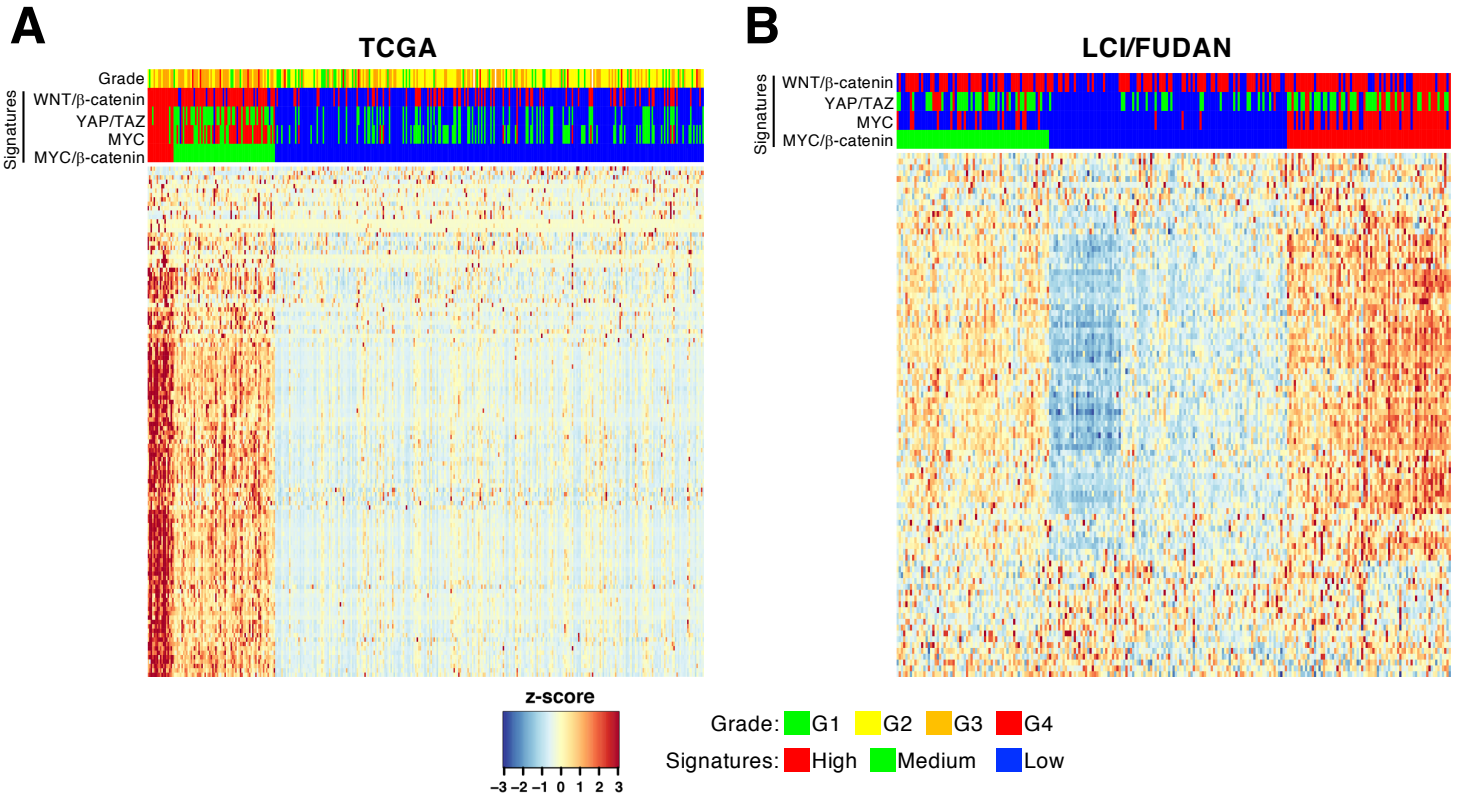 A
TCGA
Grade
Signatures
WNT/β-catenin
YAP/TAZ
MYC
MYC/β-catenin
B
LCI/FUDAN
Signatures
WNT/β-catenin
YAP/TAZ
MYC
MYC/β-catenin
z-score
−3 −2 −1 0 1 2 3
Grade: G1 G2 G3 G4
Signatures: High Medium Low